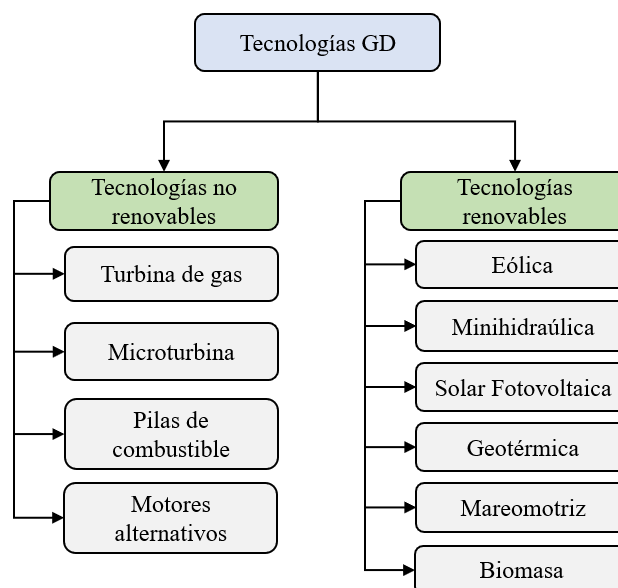 Tecnologías GD
Tecnologías no
renovables
Turbina de gas
Microturbina
Pilas de
combustible
Motores
alternativos
Tecnologías
renovables
Eólica
Minihidraúlica
Solar Fotovoltaica
Geotérmica
Mareomotriz
Biomasa